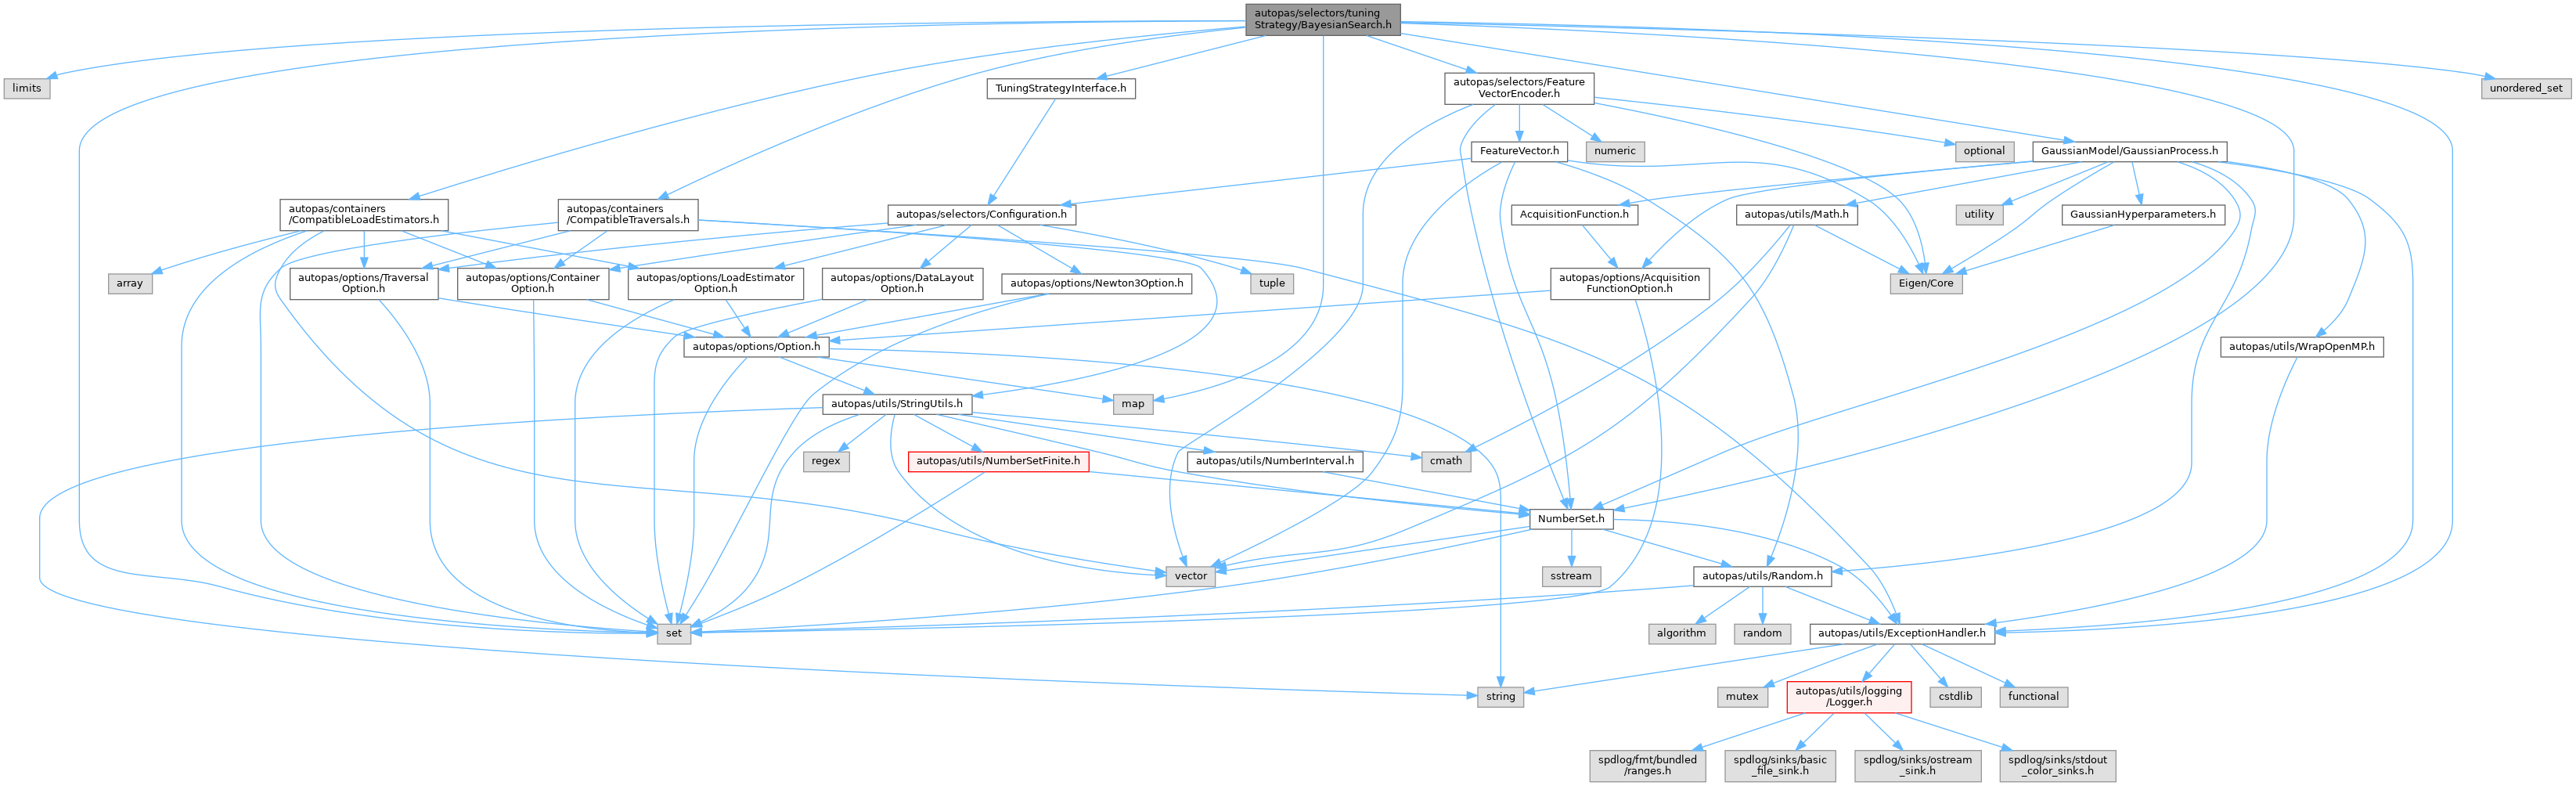 autopas/selectors/tuning
Strategy/BayesianSearch.h
limits
TuningStrategyInterface.h
autopas/selectors/Feature
VectorEncoder.h
unordered_set
FeatureVector.h
numeric
optional
GaussianModel/GaussianProcess.h
autopas/containers
/CompatibleLoadEstimators.h
autopas/containers
/CompatibleTraversals.h
autopas/selectors/Configuration.h
AcquisitionFunction.h
autopas/utils/Math.h
utility
GaussianHyperparameters.h
array
autopas/options/Traversal
Option.h
autopas/options/Container
Option.h
autopas/options/LoadEstimator
Option.h
autopas/options/DataLayout
Option.h
autopas/options/Newton3Option.h
tuple
autopas/options/Acquisition
FunctionOption.h
Eigen/Core
autopas/options/Option.h
autopas/utils/WrapOpenMP.h
autopas/utils/StringUtils.h
map
regex
autopas/utils/NumberSetFinite.h
autopas/utils/NumberInterval.h
cmath
NumberSet.h
vector
sstream
autopas/utils/Random.h
set
algorithm
random
autopas/utils/ExceptionHandler.h
string
mutex
autopas/utils/logging
/Logger.h
cstdlib
functional
spdlog/fmt/bundled
/ranges.h
spdlog/sinks/basic
_file_sink.h
spdlog/sinks/ostream
_sink.h
spdlog/sinks/stdout
_color_sinks.h